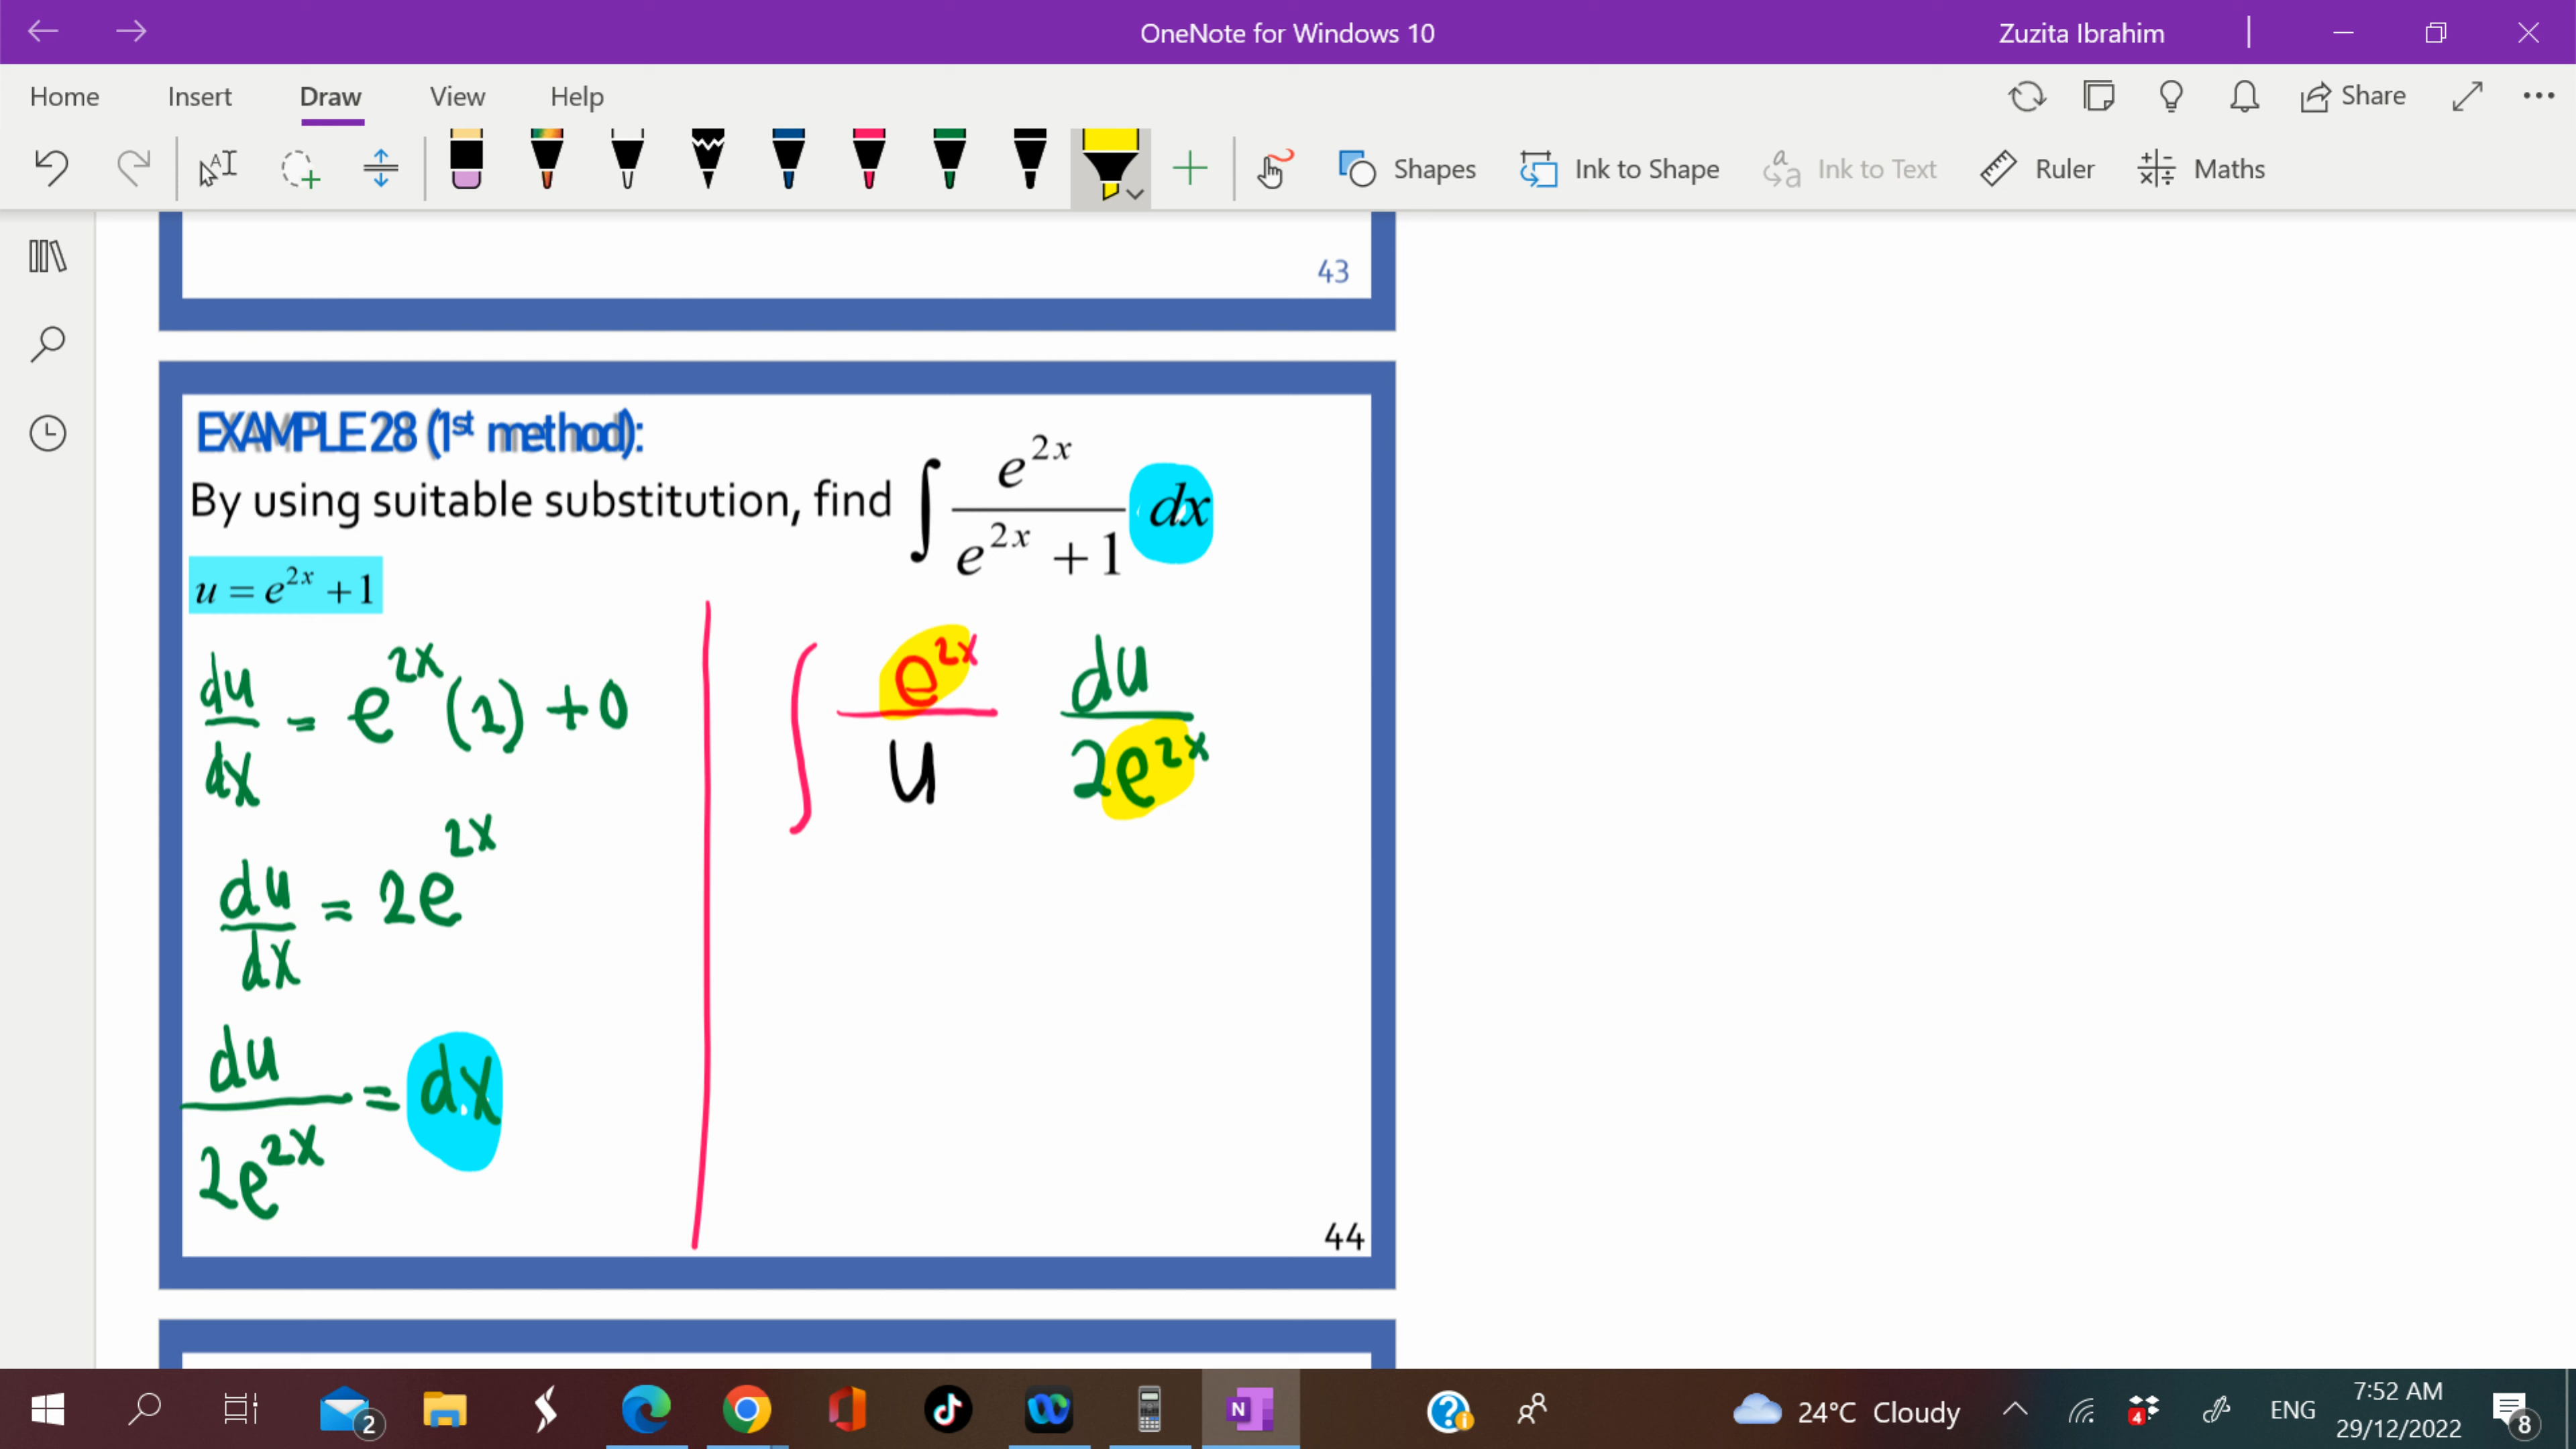 OneNote for Windows 10
Zuzita Ibrahim
Home Insert Draw View Help
Share
Shapes Ink to Shape Ink to Text Ruler Maths
43
EXAMPLE 28 (1st method):
By using suitable substitution, find ∫ e^{2x} / (e^{2x} + 1) dx
u = e^{2x} + 1
du/dx = e^{2x} (2) + 0
du/dx = 2e^{2x}
du / 2e^{2x} = dx
∫ e^{2x} / u du / 2e^{2x}
44
2
N
4
24°C Cloudy
ENG
7:52 AM
29/12/2022
8